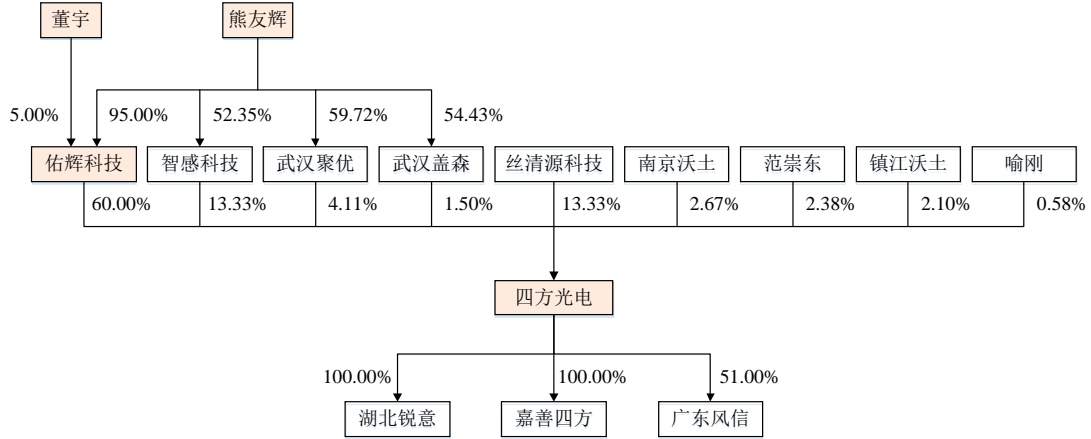 董宇
熊友辉
5.00%
95.00%
52.35%
59.72%
54.43%
佑辉科技
智感科技
武汉聚优
武汉盖森
丝清源科技
南京沃土
范崇东
镇江沃土
喻刚
60.00%
13.33%
4.11%
1.50%
13.33%
2.67%
2.38%
2.10%
0.58%
四方光电
100.00%
100.00%
51.00%
湖北锐意
嘉善四方
广东风信